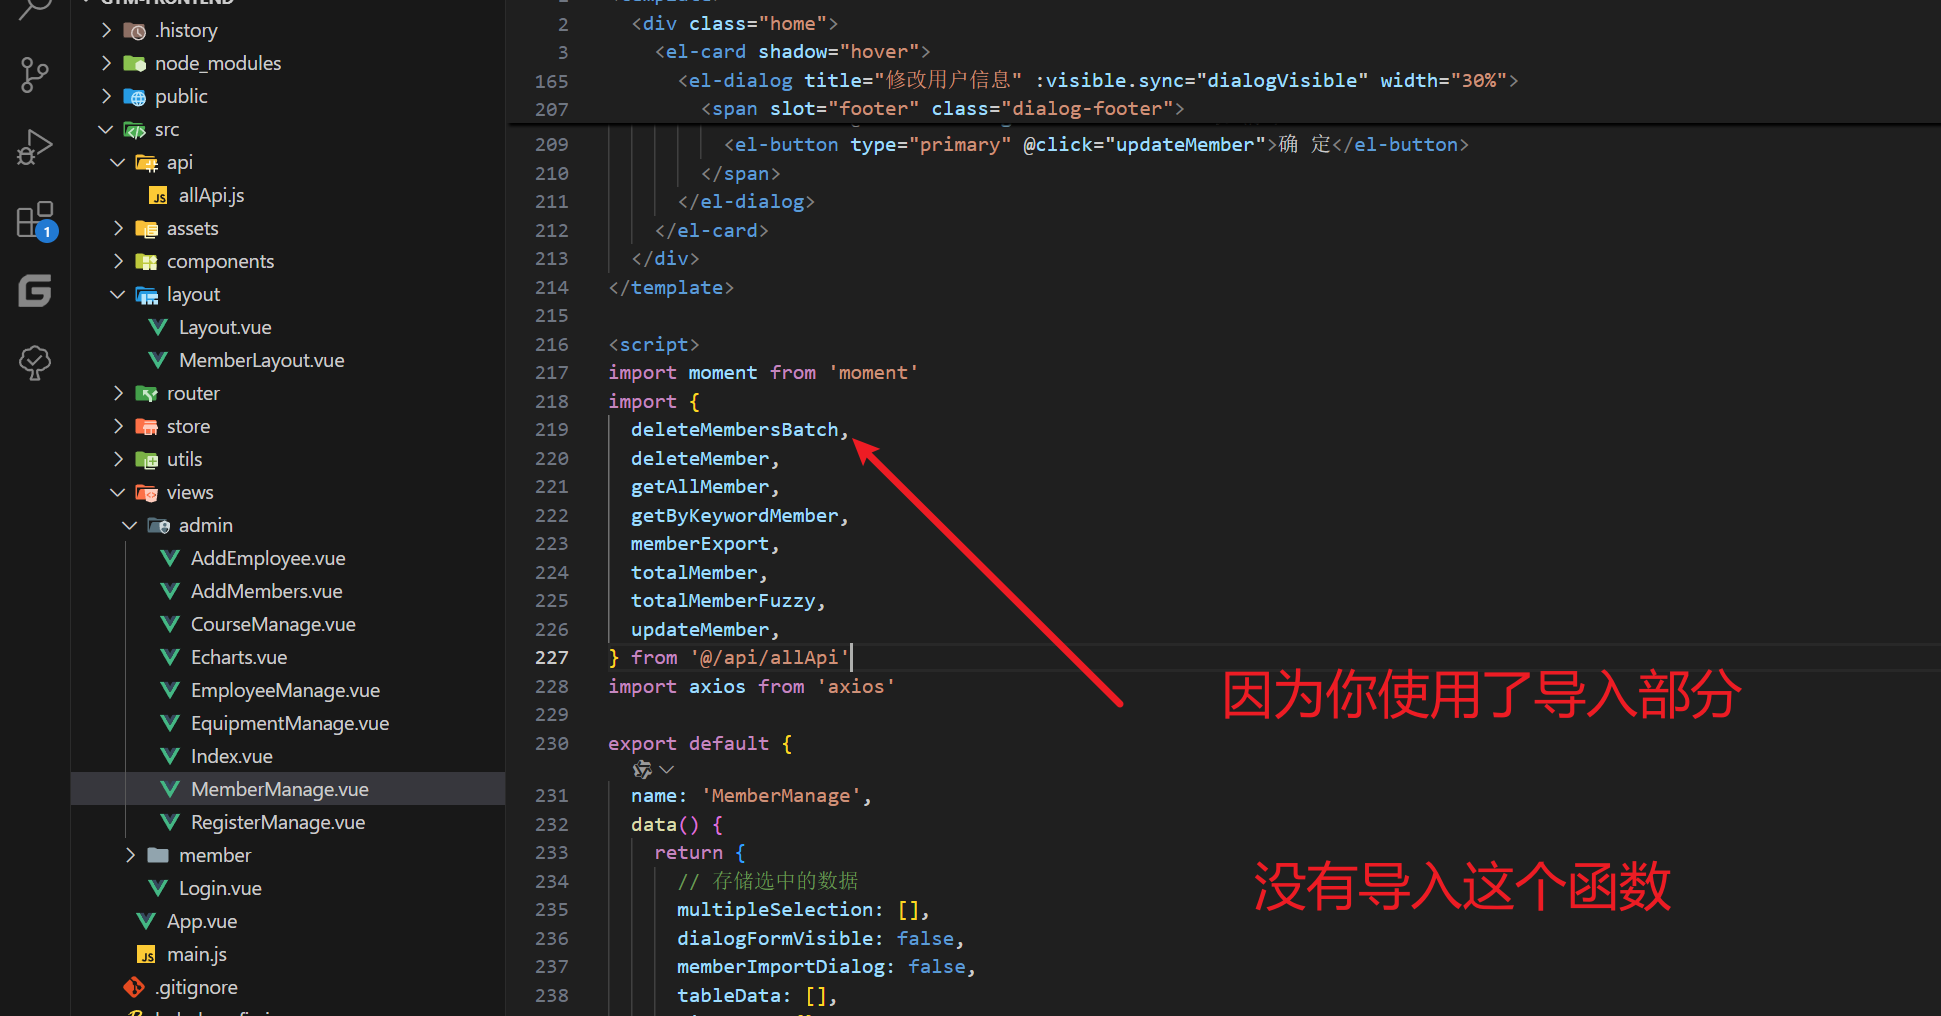 .history
node_modules
public
src
api
allApi.js
assets
components
layout
Layout.vue
MemberLayout.vue
router
store
utils
views
admin
AddEmployee.vue
AddMembers.vue
CourseManage.vue
Echarts.vue
EmployeeManage.vue
EquipmentManage.vue
Index.vue
MemberManage.vue
RegisterManage.vue
member
Login.vue
App.vue
main.js
.gitignore
1
2 <div class="home">
3 <el-card shadow="hover">
165 <el-dialog title="修改用户信息" :visible.sync="dialogVisible" width="30%">
207 <span slot="footer" class="dialog-footer">
209 <el-button type="primary" @click="updateMember">确 定</el-button>
210 </span>
211 </el-dialog>
212 </el-card>
213 </div>
214 </template>
215
216 <script>
217 import moment from 'moment'
218 import {
219 deleteMembersBatch,
220 deleteMember,
221 getAllMember,
222 getByKeywordMember,
223 memberExport,
224 totalMember,
225 totalMemberFuzzy,
226 updateMember,
227 } from '@/api/allApi'
228 import axios from 'axios'
229
230 export default {
231 name: 'MemberManage',
232 data() {
233 return {
234 // 存储选中的数据
235 multipleSelection: [],
236 dialogFormVisible: false,
237 memberImportDialog: false,
238 tableData: [],
因为你使用了导入部分
没有导入这个函数